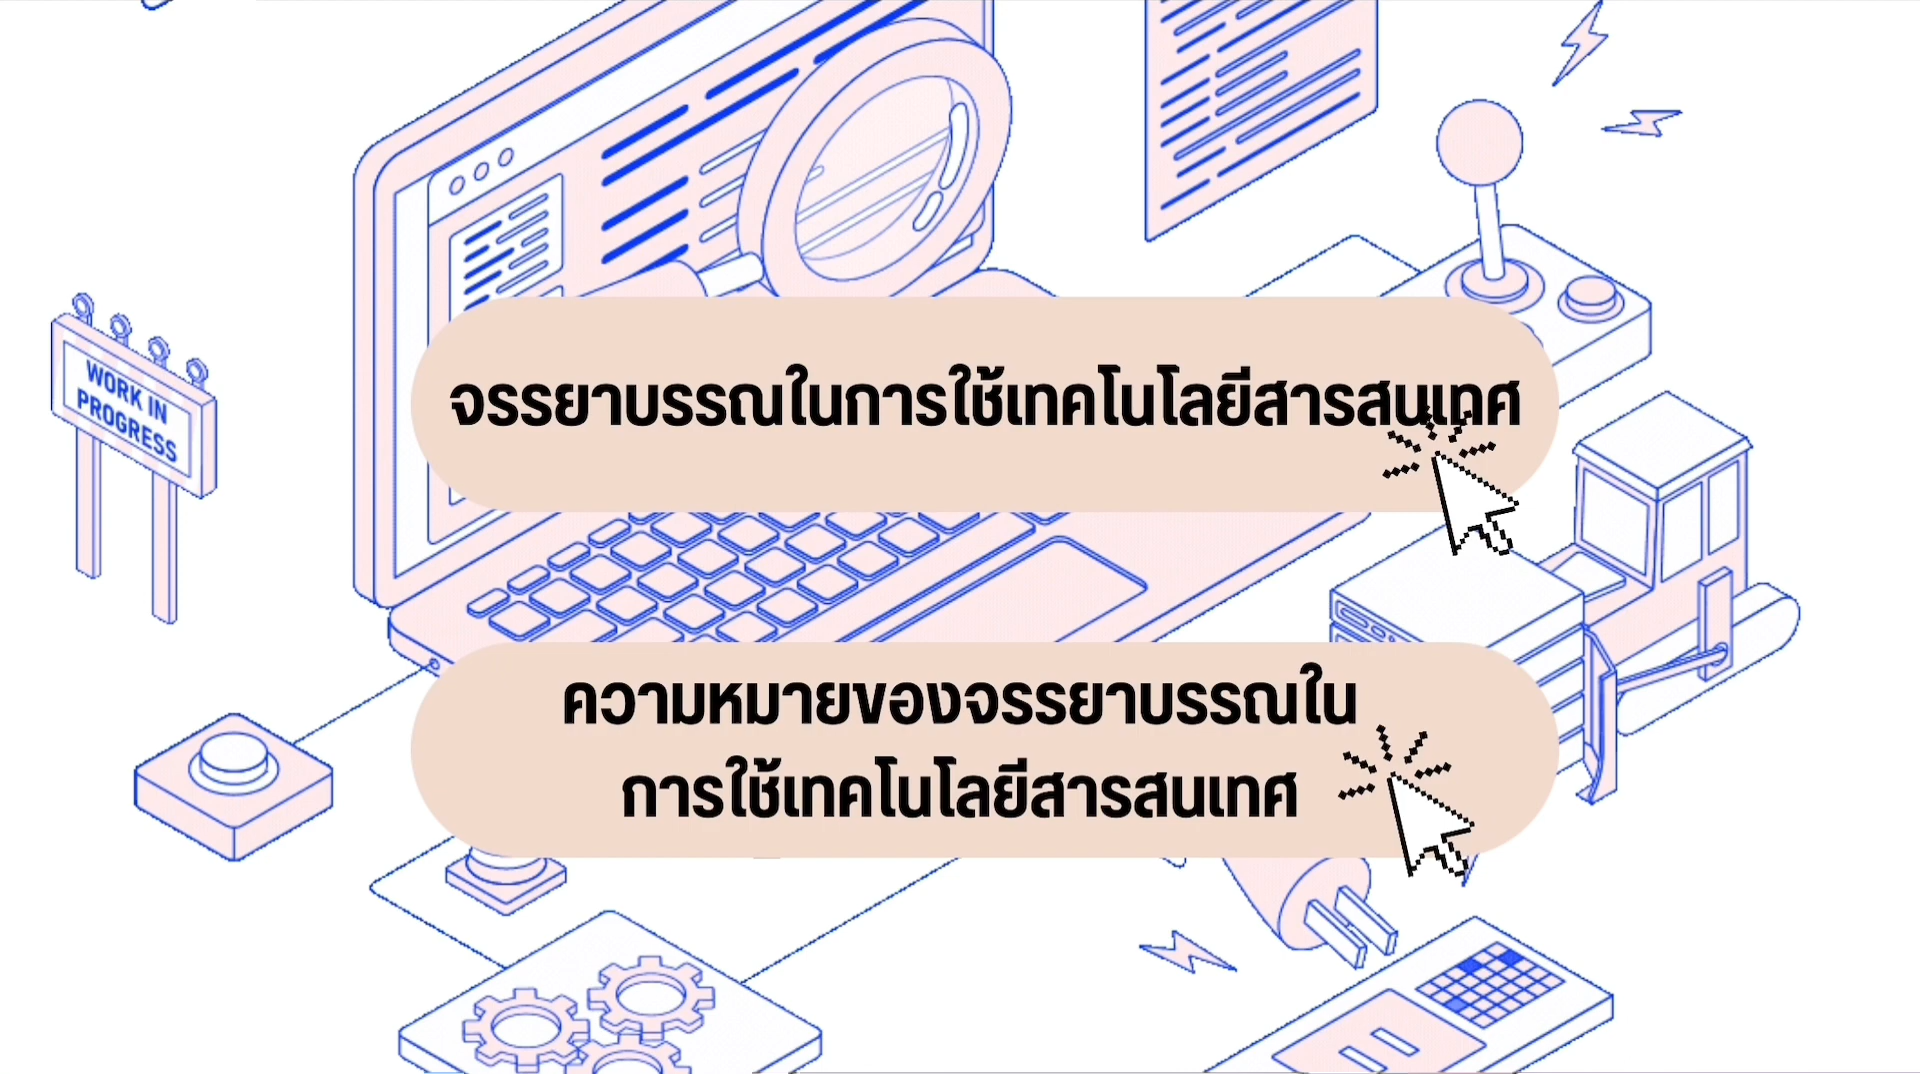 WORK IN
PROGRESS
จรรยาบรรณในการใช้เทคโนโลยีสารสนเทศ
ความหมายของจรรยาบรรณใน
การใช้เทคโนโลยีสารสนเทศ